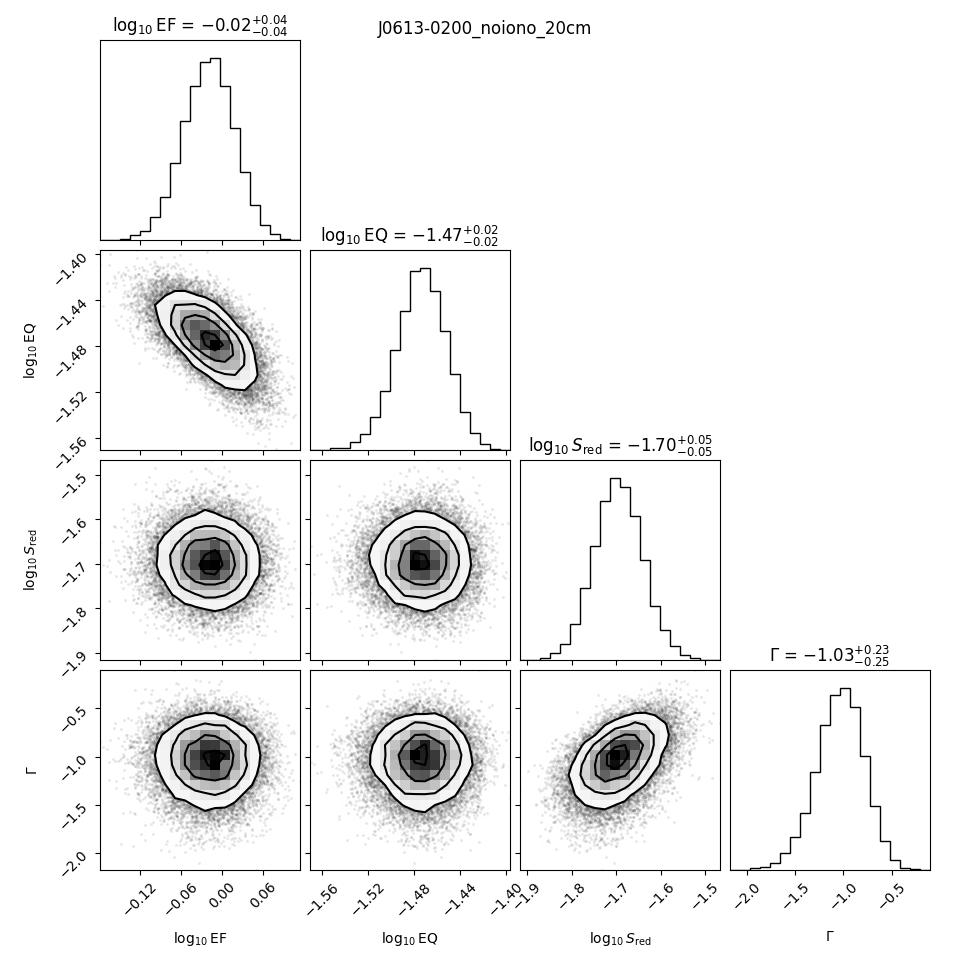 log₁₀ EF = −0.02 +0.04 −0.04
J0613-0200_noiono_20cm
log₁₀ EQ = −1.47 +0.02 −0.02
−1.40
−1.44
−1.48
−1.52
−1.56
log₁₀ EQ
log₁₀ S_red = −1.70 +0.05 −0.05
−1.5
−1.6
−1.7
−1.8
−1.9
log₁₀ S_red
Γ = −1.03 +0.23 −0.25
−0.5
−1.0
−1.5
−2.0
Γ
−0.12 −0.06 0.00 0.06
−1.56 −1.52 −1.48 −1.44 −1.40
−1.9 −1.8 −1.7 −1.6 −1.5
−2.0 −1.5 −1.0 −0.5
log₁₀ EF
log₁₀ EQ
log₁₀ S_red
Γ